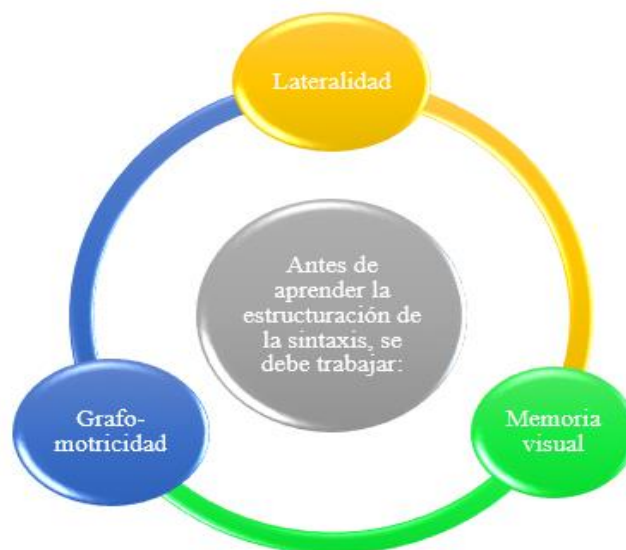 Lateralidad
Antes de
aprender la
estructuración de
la sintaxis, se
debe trabajar:
Grafo-
motricidad
Memoria
visual